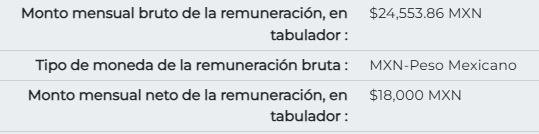 Monto mensual bruto de la remuneración, en $24,553.86 MXN
tabulador :
Tipo de moneda de la remuneración bruta : MXN-Peso Mexicano
Monto mensual neto de la remuneración, en $18,000 MXN
tabulador :